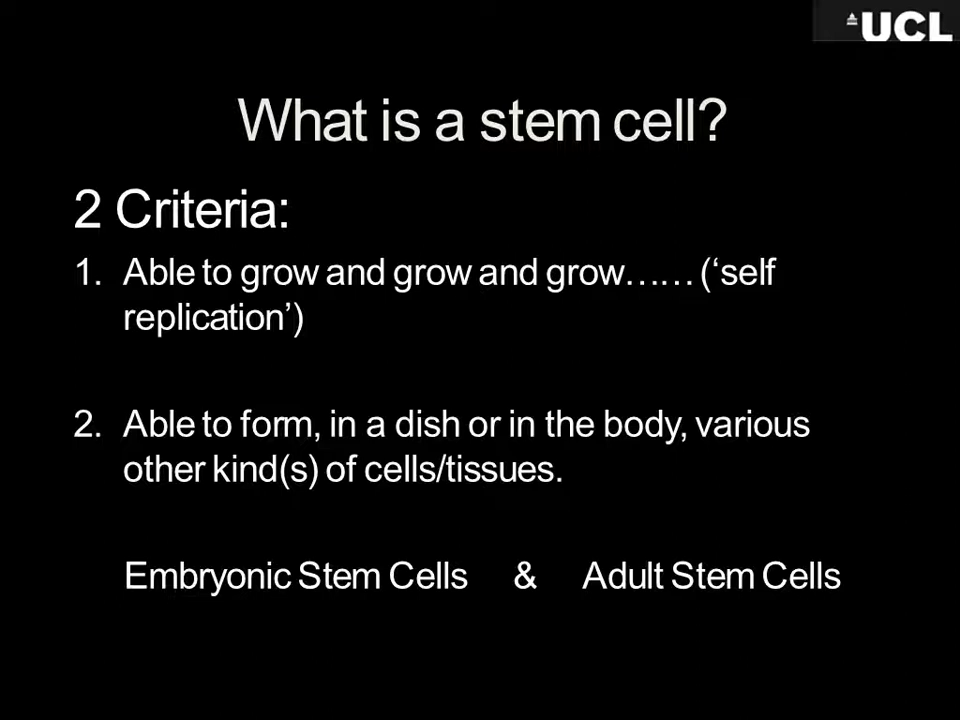 UCL
What is a stem cell?
2 Criteria:
1. Able to grow and grow and grow…… (‘self
replication’)
2. Able to form, in a dish or in the body, various
other kind(s) of cells/tissues.
Embryonic Stem Cells & Adult Stem Cells